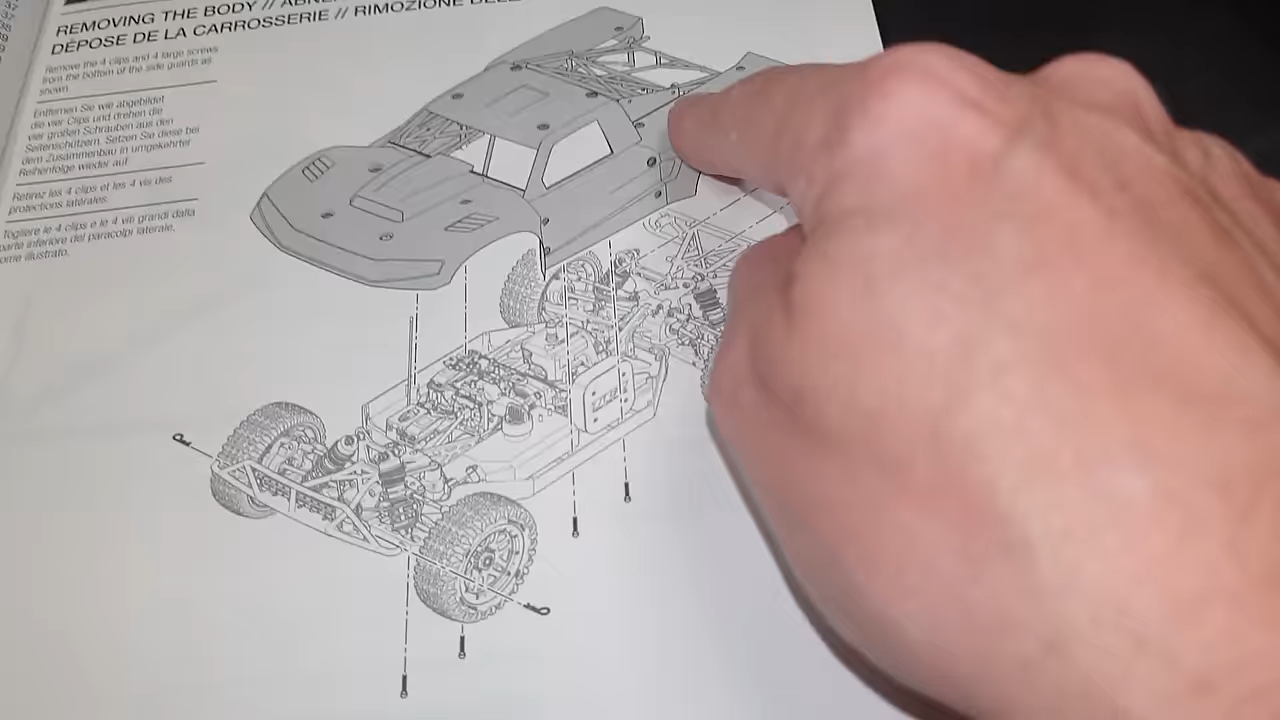 REMOVING THE BODY //
DÉPOSE DE LA CARROSSERIE // RIMOZIONE
Remove the 4 clips and 4 large screws
from the bottom of the side guards as
shown
Entfernen Sie wie abgebildet
die vier Clips und drehen die
vier großen Schrauben aus den
Seitenschützern. Setzen Sie diese bei
dem Zusammenbau in umgekehrter
Reihenfolge wieder auf
Retirez les 4 clips et les 4 vis des
protections latérales.
Togliere le 4 clips e le 4 viti grandi dalla
parte inferiore del paracolpi laterale,
come illustrato.